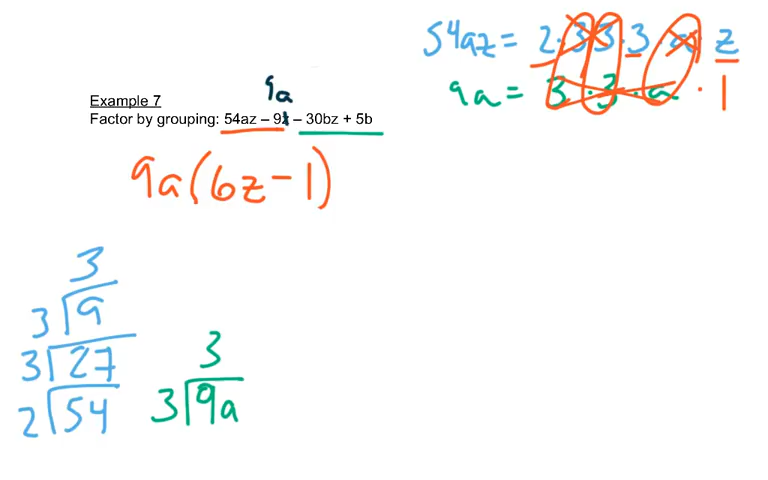 54az = 2·3·3·3·a·z
9a = 3·3·a·1
9a
Example 7
Factor by grouping: 54az – 9 – 30bz + 5b
9a(6z – 1)
3
3 9
3 27
2 54
3
3 9a